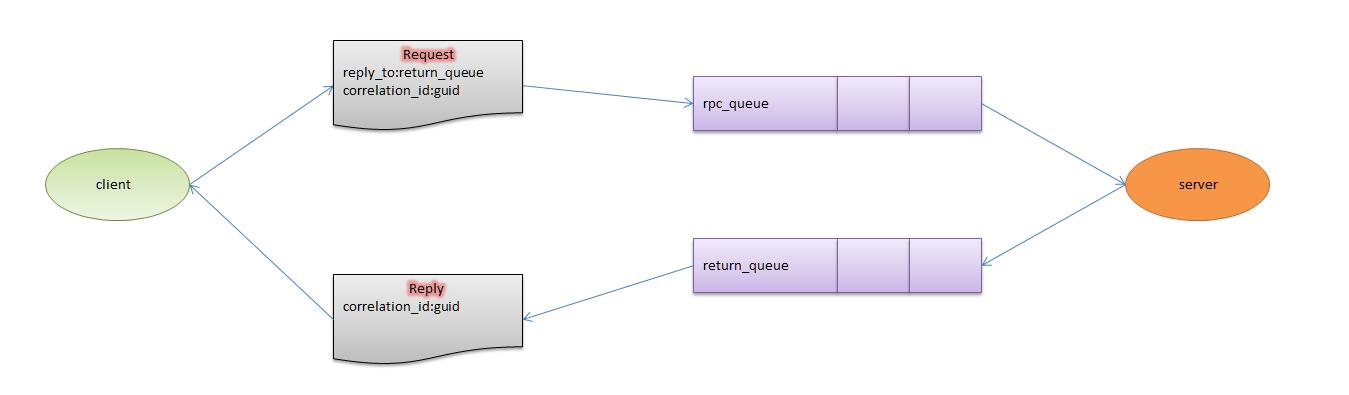 Request
reply_to:return_queue
correlation_id:guid
rpc_queue
client
server
return_queue
Reply
correlation_id:guid